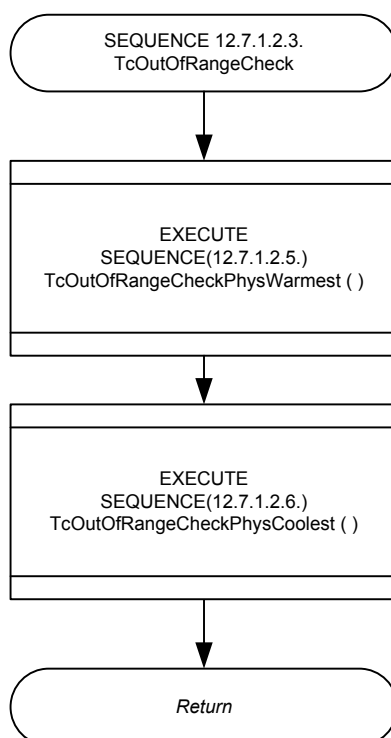 SEQUENCE 12.7.1.2.3.
TcOutOfRangeCheck
EXECUTE
SEQUENCE(12.7.1.2.5.)
TcOutOfRangeCheckPhysWarmest ( )
EXECUTE
SEQUENCE(12.7.1.2.6.)
TcOutOfRangeCheckPhysCoolest ( )
Return